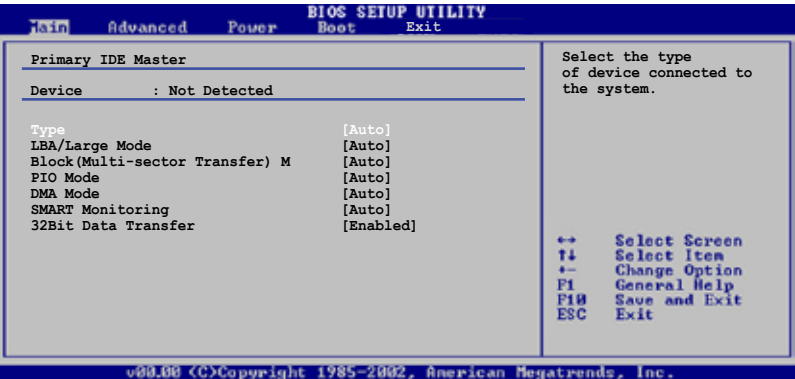 BIOS SETUP UTILITY
Main Advanced Power Boot Exit
Primary IDE Master
Device : Not Detected
Type [Auto]
LBA/Large Mode [Auto]
Block(Multi-sector Transfer) M [Auto]
PIO Mode [Auto]
DMA Mode [Auto]
SMART Monitoring [Auto]
32Bit Data Transfer [Enabled]
Select the type
of device connected to
the system.
←→ Select Screen
↑↓ Select Item
+- Change Option
F1 General Help
F10 Save and Exit
ESC Exit
v00.00 (C)Copyright 1985-2002, American Megatrends, Inc.